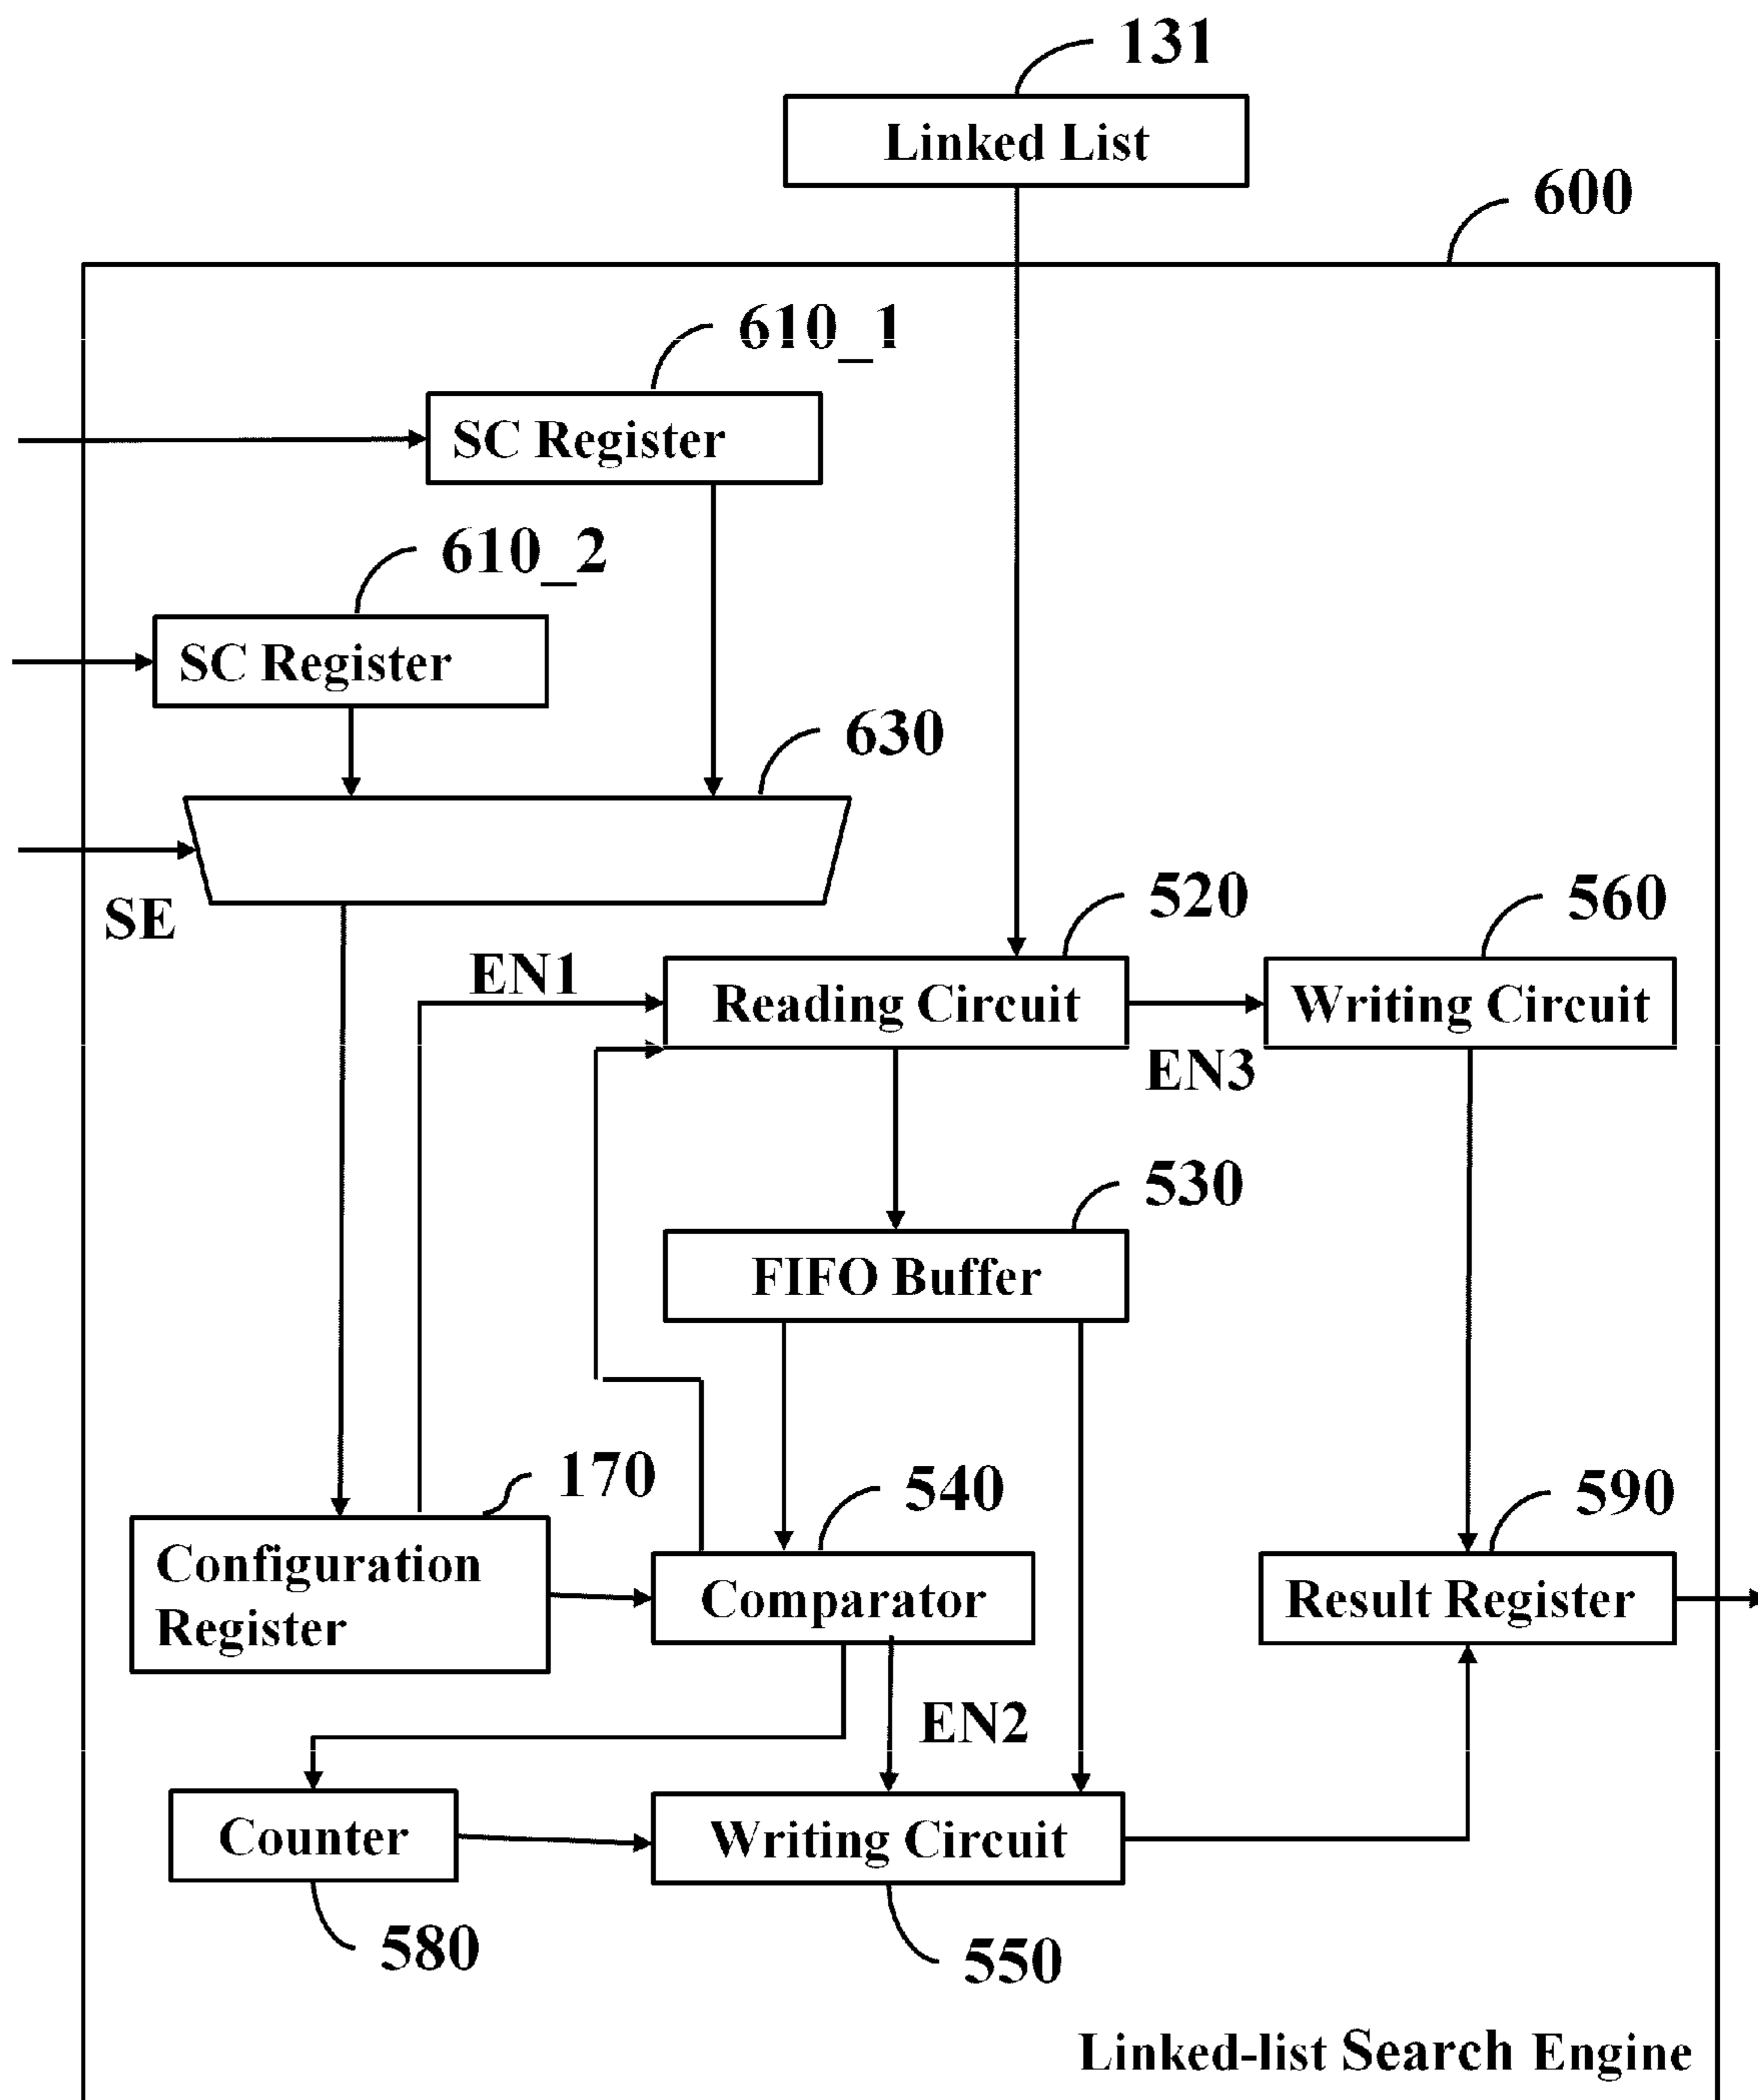 131
Linked List
600
610_1
SC Register
610_2
SC Register
630
SE
520
560
EN1
Reading Circuit
Writing Circuit
EN3
530
FIFO Buffer
170
540
590
Configuration
Register
Comparator
Result Register
EN2
Counter
Writing Circuit
580
550
Linked-list Search Engine